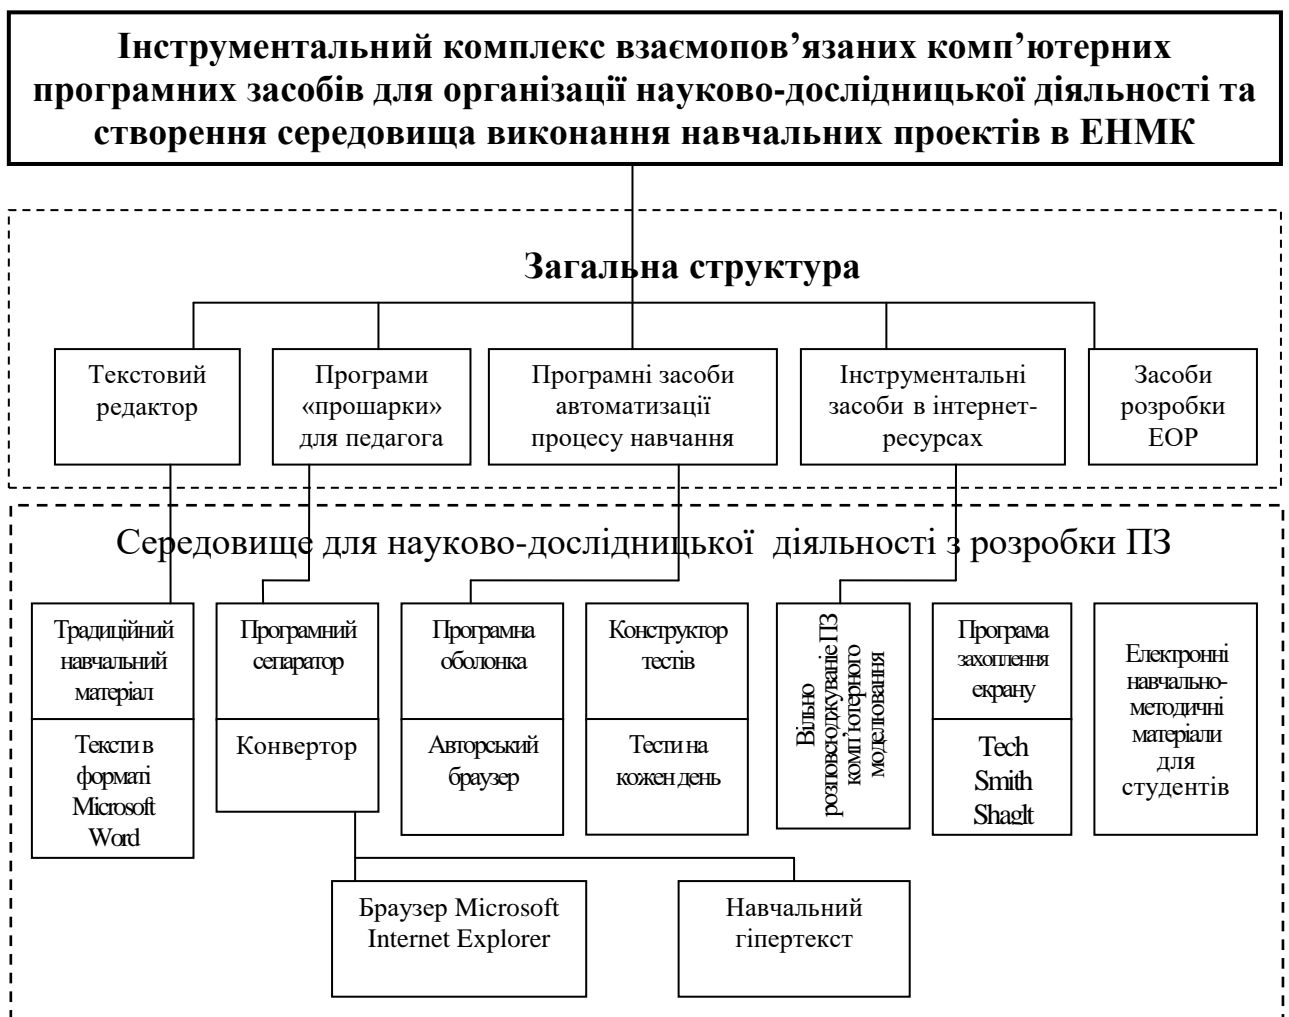 Інструментальний комплекс взаємопов’язаних комп’ютерних
програмних засобів для організації науково-дослідницької діяльності та
створення середовища виконання навчальних проектів в ЕНМК
Загальна структура
Текстовий
редактор
Програми
«прошарки»
для педагога
Програмні засоби
автоматизації
процесу навчання
Інструментальні
засоби в інтернет-
ресурсах
Засоби
розробки
ЕОР
Середовище для науково-дослідницької діяльності з розробки ПЗ
Традиційний
навчальний
матеріал
Тексти в
форматі
Microsoft
Word
Програмний
сепаратор
Конвертор
Програмна
оболонка
Авторський
браузер
Конструктор
тестів
Тести на
кожен день
Вільно
розповсюджуваніе ПЗ
комп’ютерного
моделювання
Програма
захоплення
екрану
Tech
Smith
ShagIt
Електронні
навчально-
методичні
матеріали
для
студентів
Браузер Microsoft
Internet Explorer
Навчальний
гіпертекст